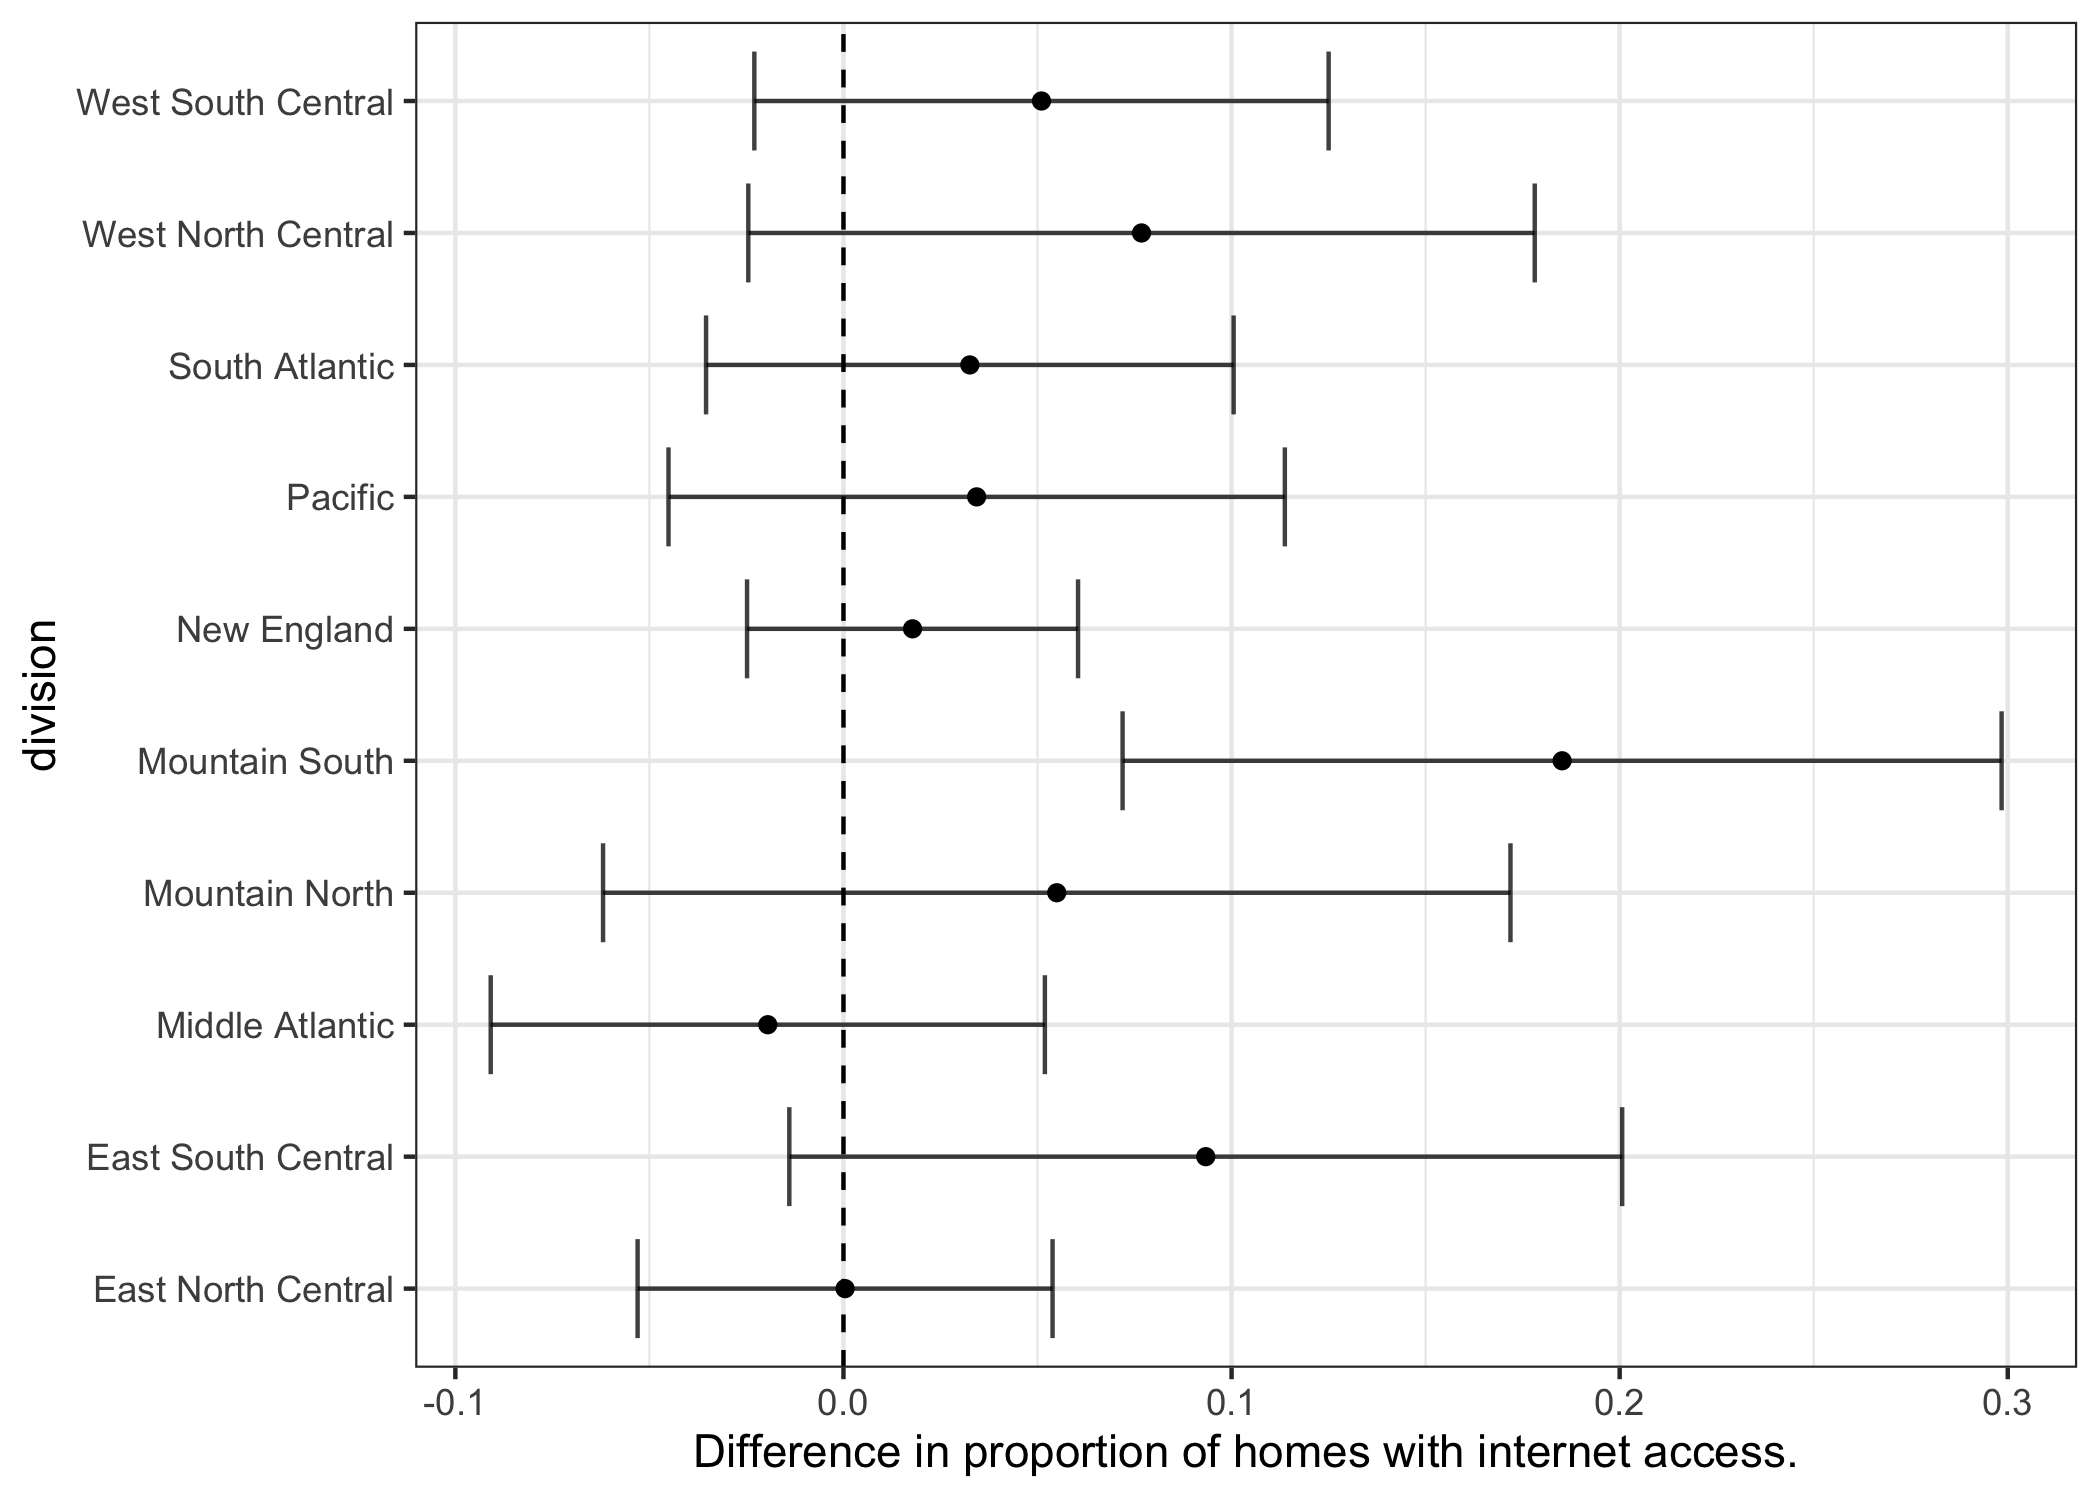 West South Central
West North Central
South Atlantic
Pacific
New England
division
Mountain South
Mountain North
Middle Atlantic
East South Central
East North Central
-0.1 0.0 0.1 0.2 0.3
Difference in proportion of homes with internet access.